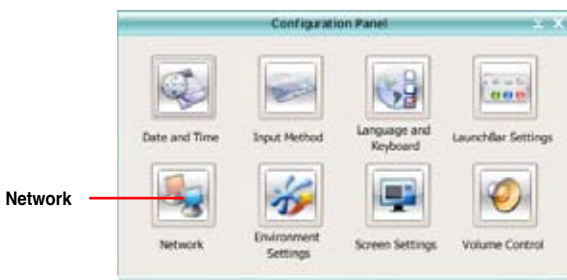 Configuration Panel
Date and Time
Input Method
Language and
Keyboard
LaunchBar Settings
Network
Network
Environment
Settings
Screen Settings
Volume Control